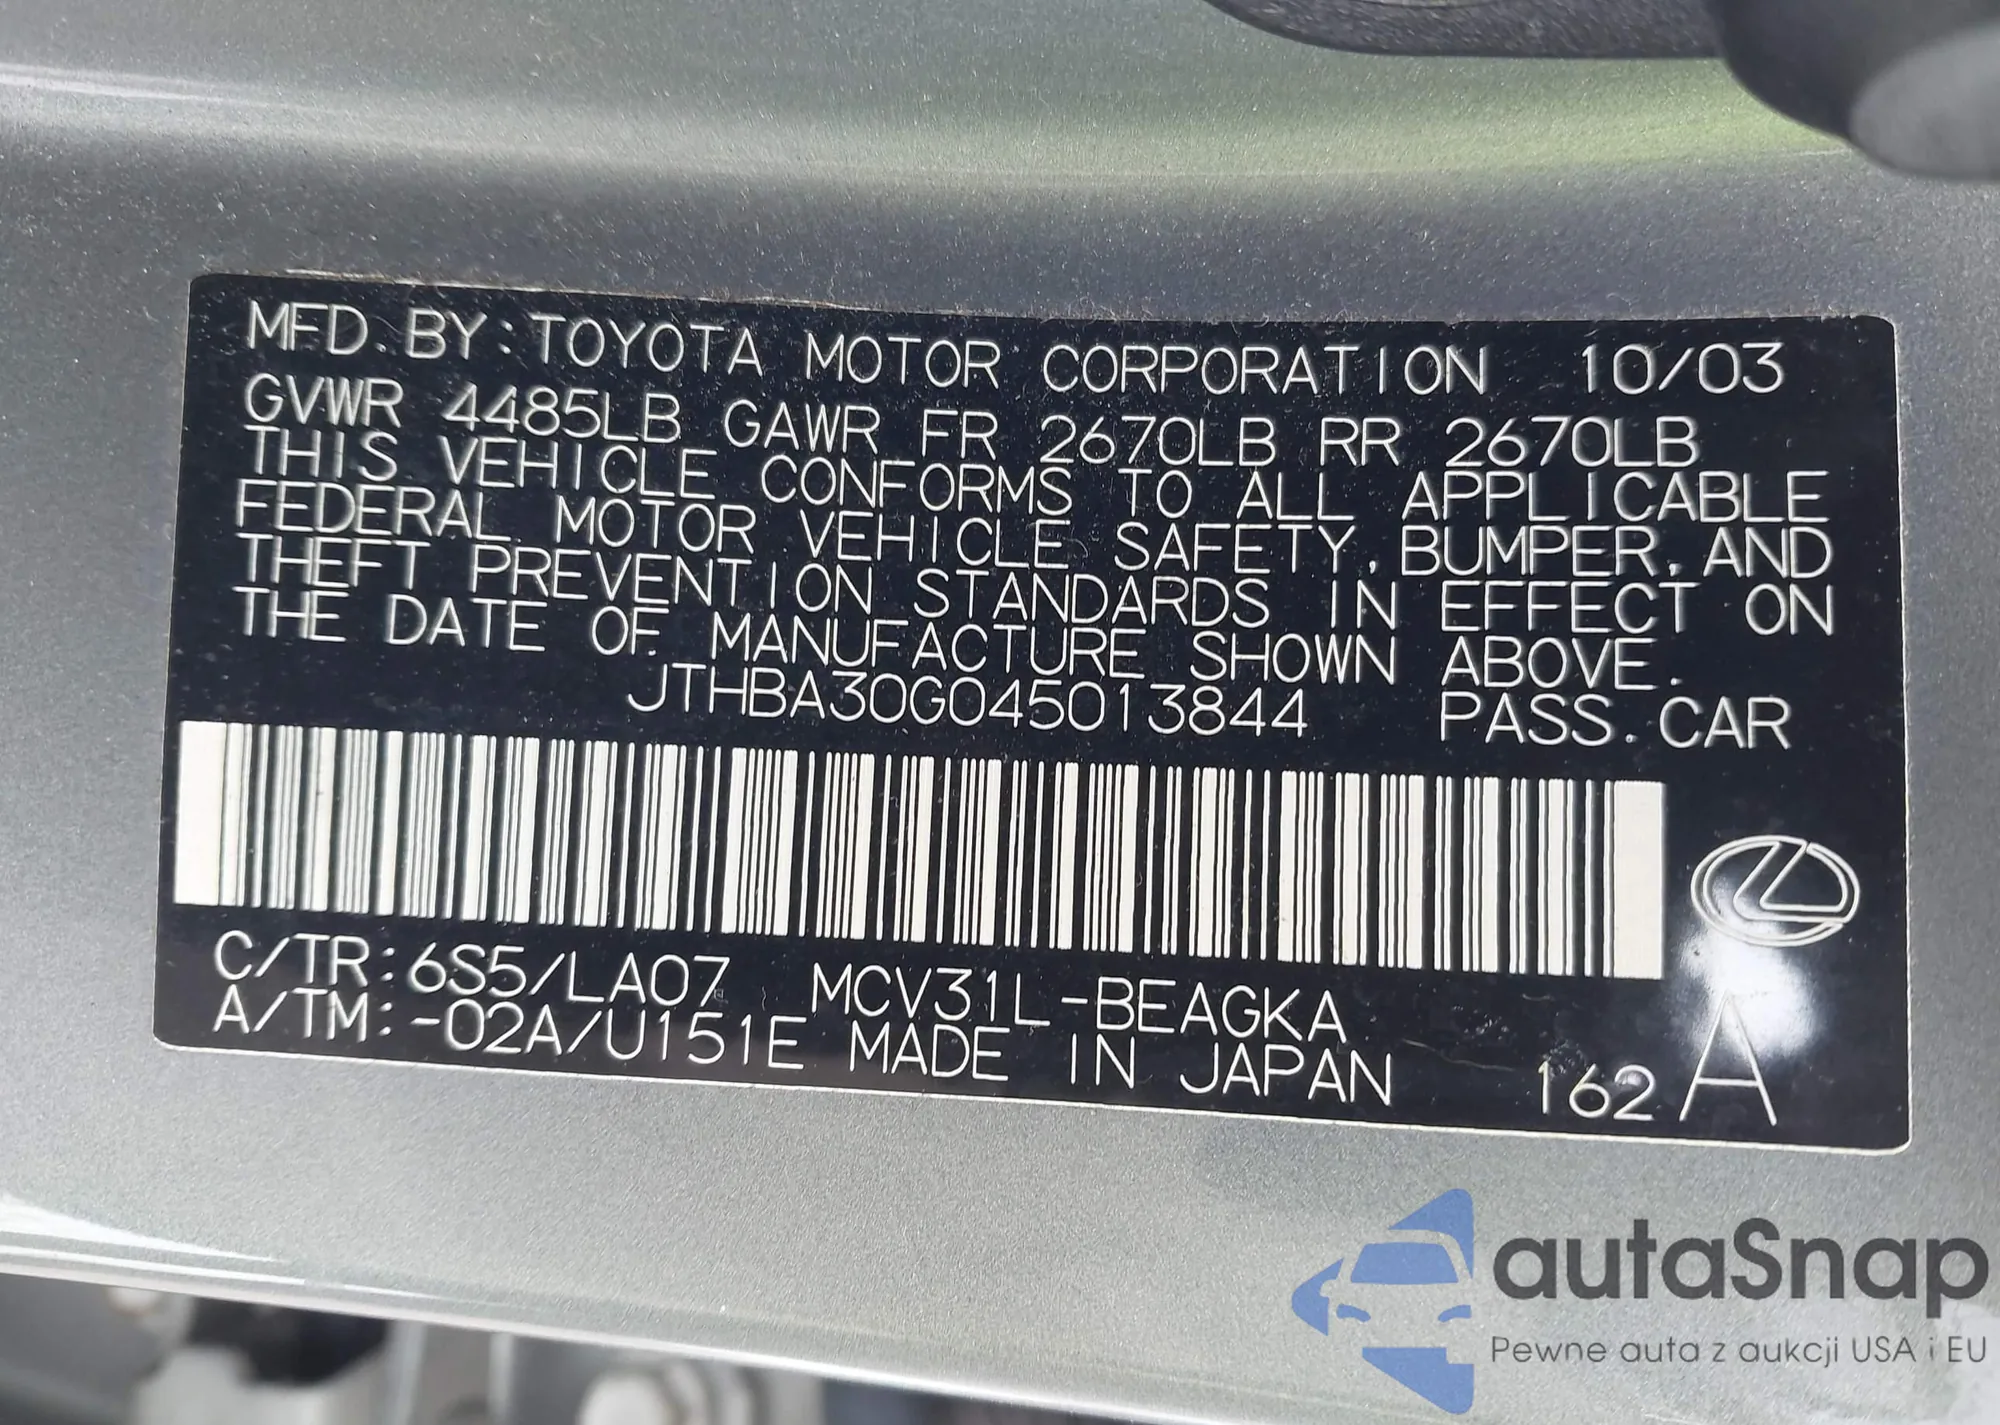 MFD. BY: TOYOTA MOTOR CORPORATION 10/03
GVWR 4485LB GAWR FR 2670LB RR 2670LB
THIS VEHICLE CONFORMS TO ALL APPLICABLE
FEDERAL MOTOR VEHICLE SAFETY, BUMPER, AND
THEFT PREVENTION STANDARDS IN EFFECT ON
THE DATE OF MANUFACTURE SHOWN ABOVE.
JTHBA30G045013844 PASS. CAR
C/TR: 6S5/LA07 MCV31L-BEAGKA
A/TM: -02A/U151E MADE IN JAPAN 162 A
autaSnap
Pewne auta z aukcji USA i EU